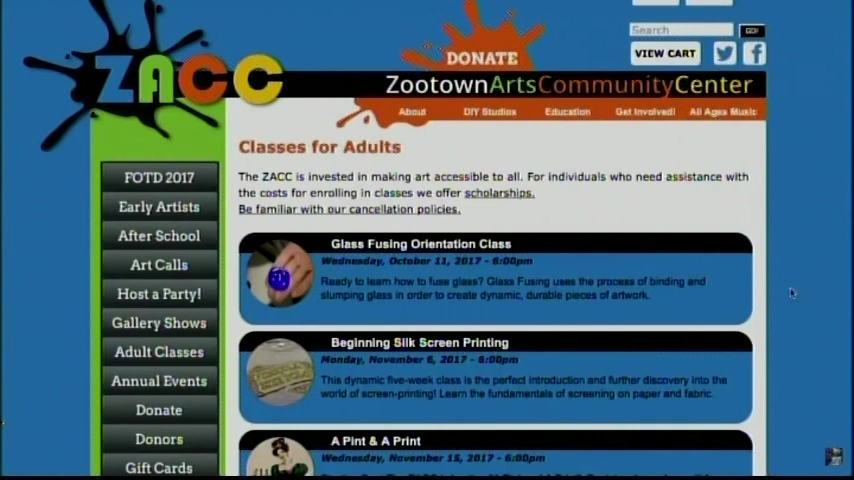 Search
GO!
DONATE
VIEW CART
ZACC
ZootownArtsCommunityCenter
About
DIY Studios
Education
Get Involved!
All Ages Music
Classes for Adults
The ZACC is invested in making art accessible to all. For individuals who need assistance with
the costs for enrolling in classes we offer scholarships.
Be familiar with our cancellation policies.
FOTD 2017
Early Artists
After School
Art Calls
Host a Party!
Gallery Shows
Adult Classes
Annual Events
Donate
Donors
Gift Cards
Glass Fusing Orientation Class
Wednesday, October 11, 2017 - 6:00pm
Ready to learn how to fuse glass? Glass Fusing uses the process of binding and
slumping glass in order to create dynamic, durable pieces of artwork.
Beginning Silk Screen Printing
Monday, November 6, 2017 - 6:00pm
This dynamic five-week class is the perfect introduction and further discovery into the
world of screen-printing! Learn the fundamentals of screening on paper and fabric.
A Pint & A Print
Wednesday, November 15, 2017 - 6:00pm